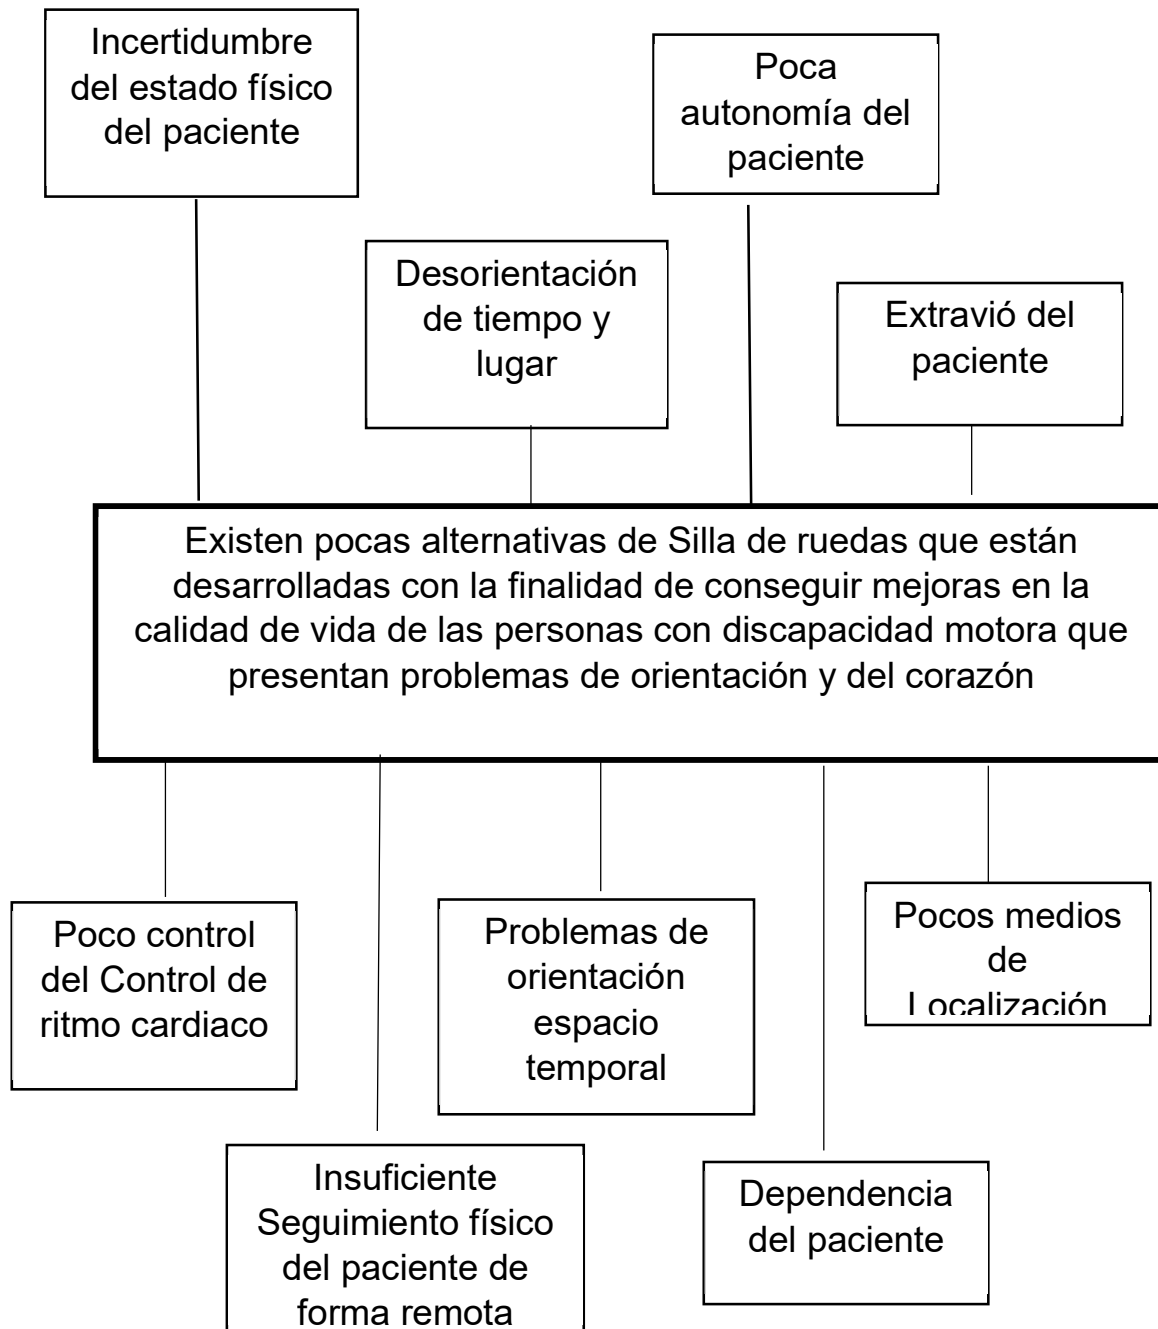 Incertidumbre
del estado físico
del paciente
Poca
autonomía del
paciente
Desorientación
de tiempo y
lugar
Extravió del
paciente
Existen pocas alternativas de Silla de ruedas que están
desarrolladas con la finalidad de conseguir mejoras en la
calidad de vida de las personas con discapacidad motora que
presentan problemas de orientación y del corazón
Poco control
del Control de
ritmo cardiaco
Problemas de
orientación
espacio
temporal
Pocos medios
de
Localización
Insuficiente
Seguimiento físico
del paciente de
forma remota
Dependencia
del paciente